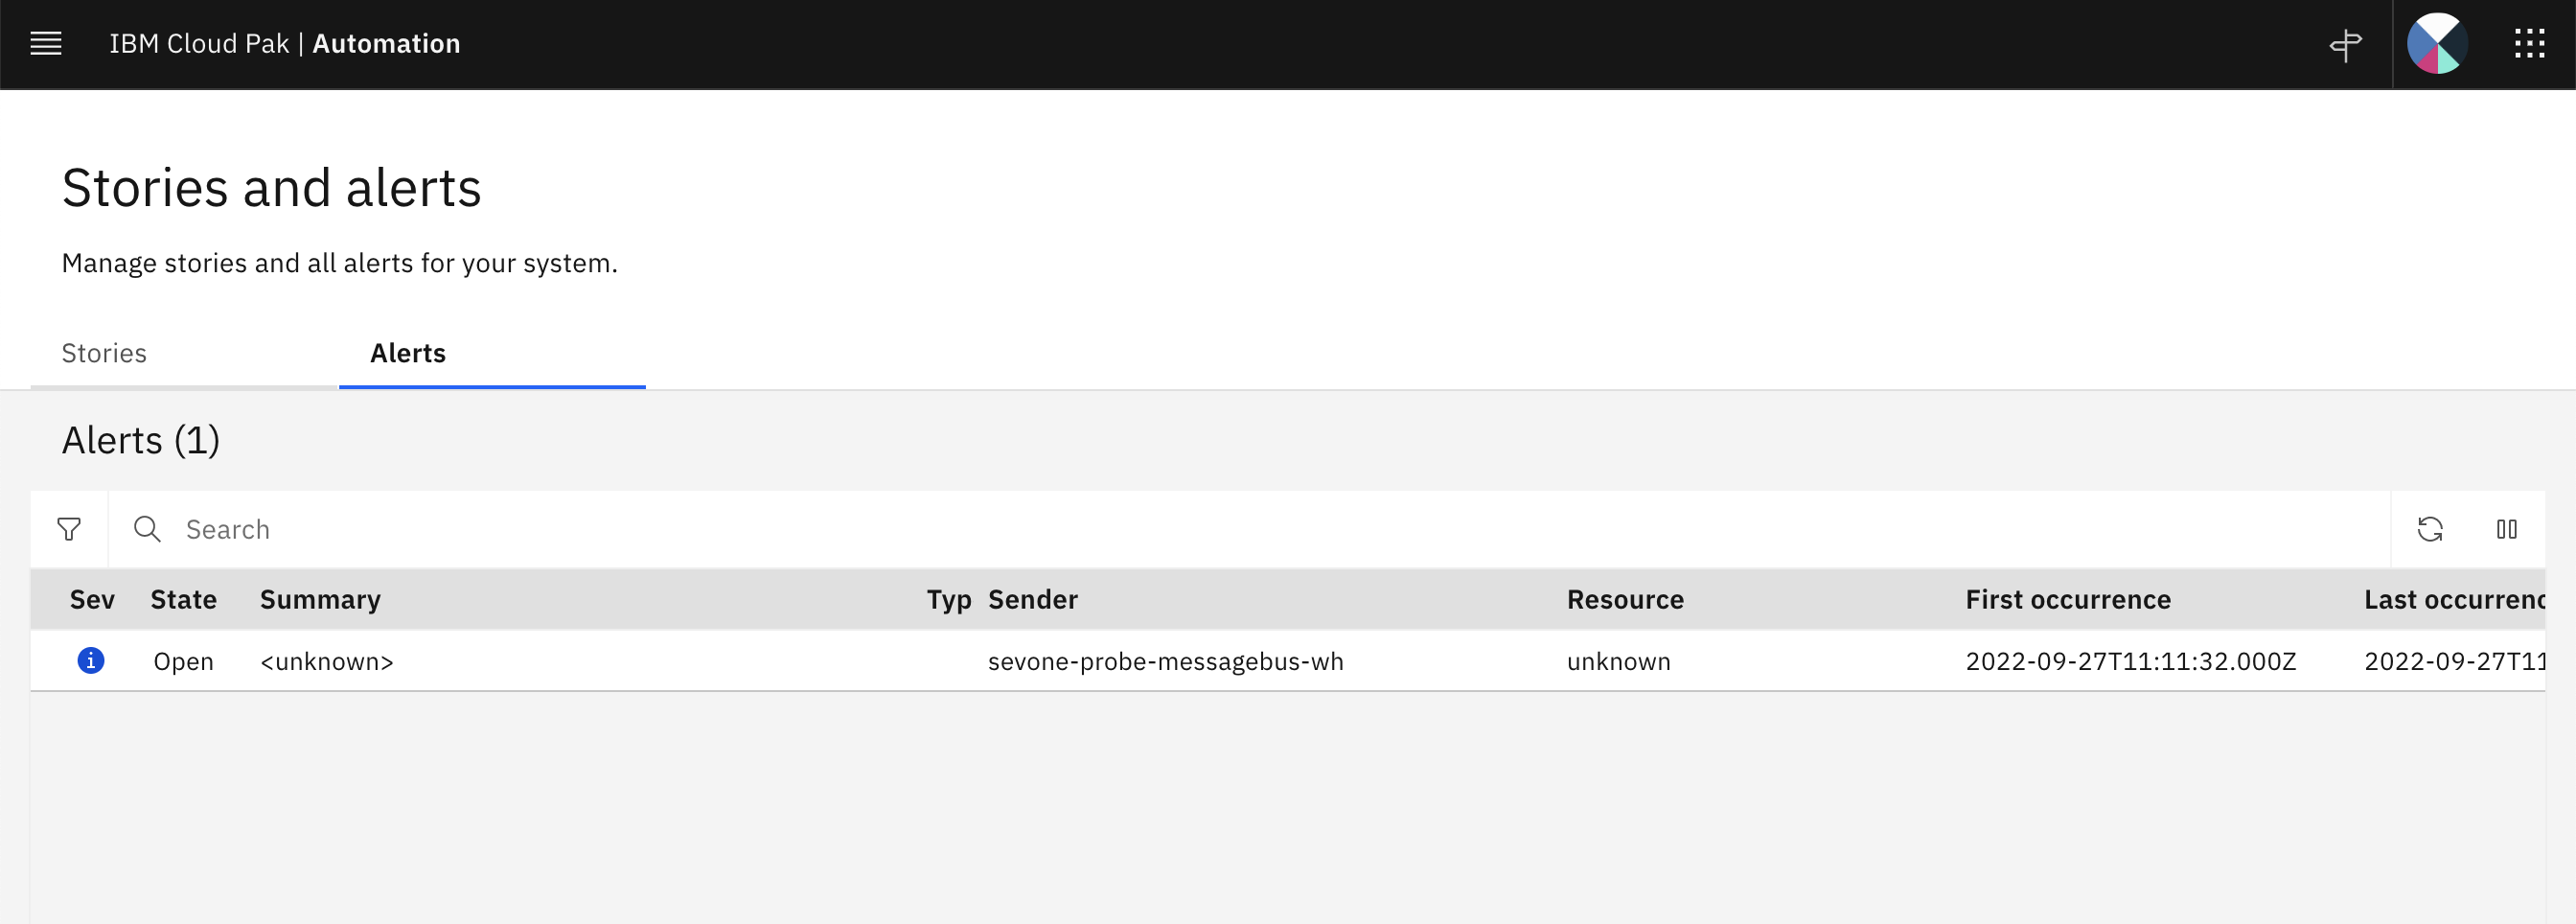 IBM Cloud Pak | Automation
Stories and alerts
Manage stories and all alerts for your system.
Stories Alerts
Alerts (1)
Search
Sev State Summary Typ Sender Resource First occurrence Last occurrenc
i Open <unknown> sevone-probe-messagebus-wh unknown 2022-09-27T11:11:32.000Z 2022-09-27T11